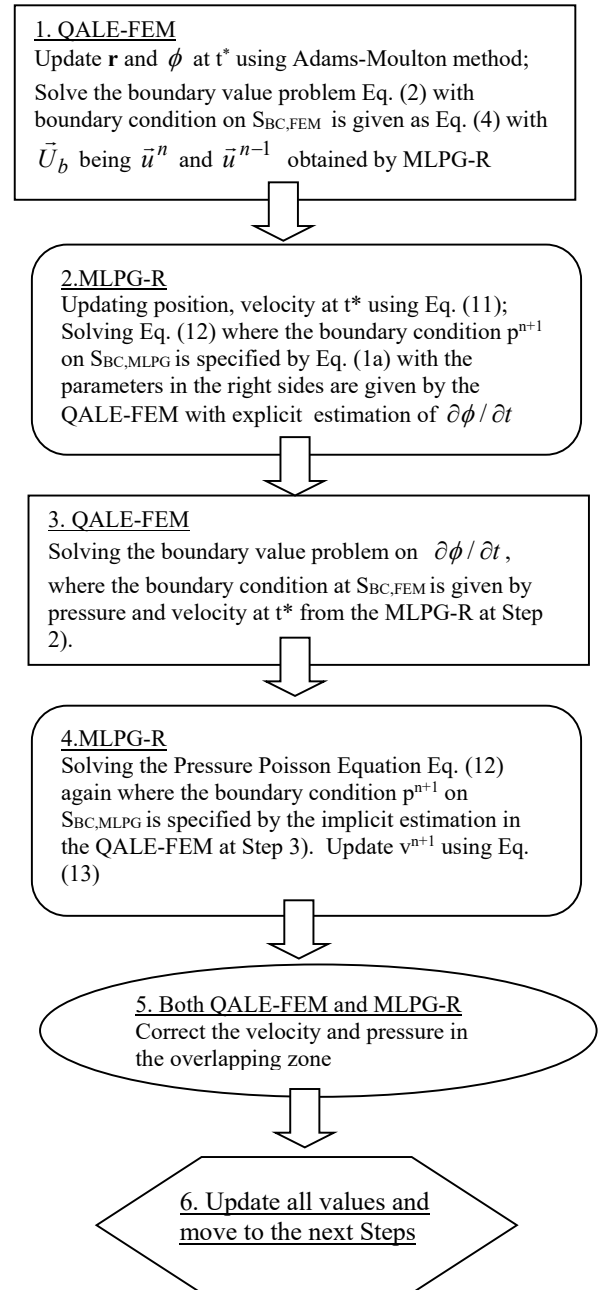 1. QALE-FEM
Update r and ϕ at t* using Adams-Moulton method;
Solve the boundary value problem Eq. (2) with
boundary condition on S_BC,FEM is given as Eq. (4) with
U⃗_b being u⃗^n and u⃗^n−1 obtained by MLPG-R
2.MLPG-R
Updating position, velocity at t* using Eq. (11);
Solving Eq. (12) where the boundary condition p^n+1
on S_BC,MLPG is specified by Eq. (1a) with the
parameters in the right sides are given by the
QALE-FEM with explicit estimation of ∂ϕ / ∂t
3. QALE-FEM
Solving the boundary value problem on ∂ϕ / ∂t ,
where the boundary condition at S_BC,FEM is given by
pressure and velocity at t* from the MLPG-R at Step
2).
4.MLPG-R
Solving the Pressure Poisson Equation Eq. (12)
again where the boundary condition p^n+1 on
S_BC,MLPG is specified by the implicit estimation in
the QALE-FEM at Step 3). Update v^n+1 using Eq.
(13)
5. Both QALE-FEM and MLPG-R
Correct the velocity and pressure in
the overlapping zone
6. Update all values and
move to the next Steps